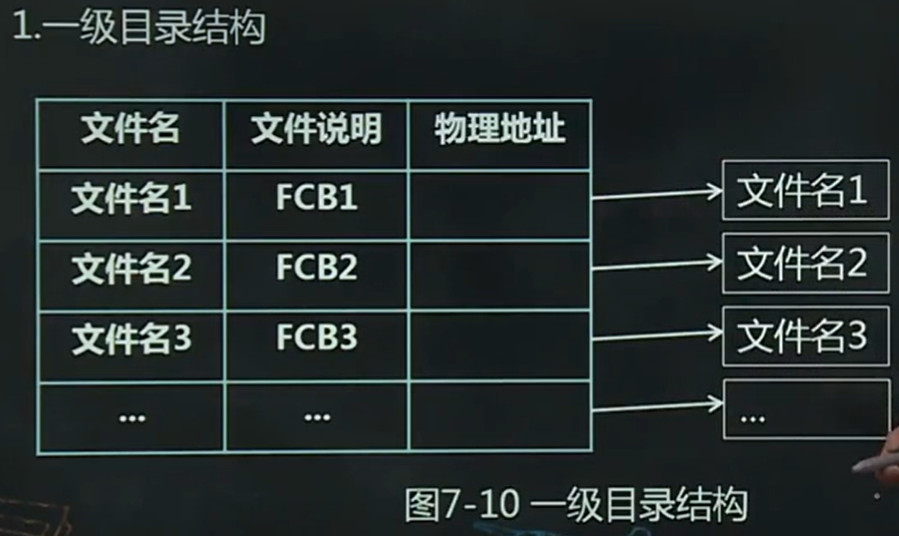 1.一级目录结构
文件名 文件说明 物理地址
文件名1 FCB1 文件名1
文件名2 FCB2 文件名2
文件名3 FCB3 文件名3
... ... ...
图7-10 一级目录结构